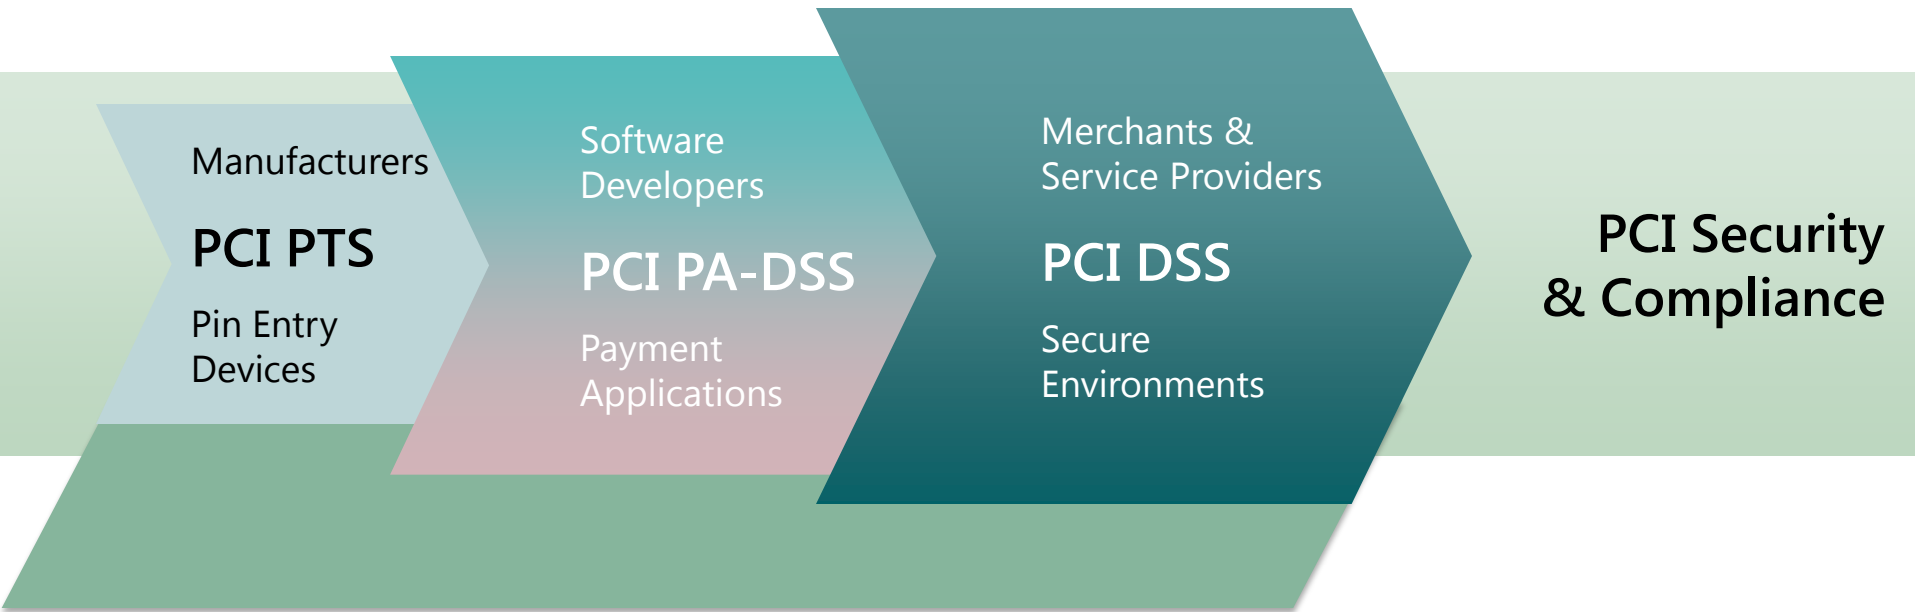 Manufacturers
PCI PTS
Pin Entry
Devices
Software
Developers
PCI PA-DSS
Payment
Applications
Merchants &
Service Providers
PCI DSS
Secure
Environments
PCI Security
& Compliance